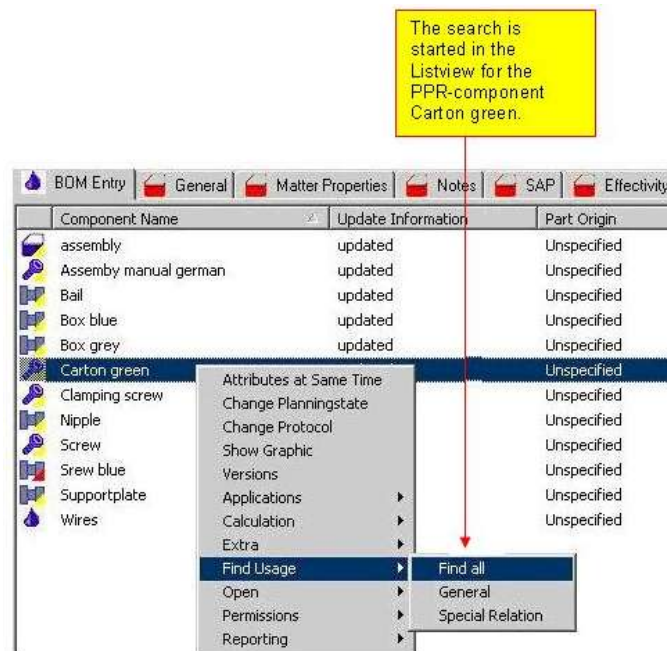 The search is
started in the
Listview for the
PPR-component
Carton green.
BOM Entry General Matter Properties Notes SAP Effectivity
Component Name Update Information Part Origin
assembly updated Unspecified
Assemby manual german updated Unspecified
Bail updated Unspecified
Box blue updated Unspecified
Box grey updated Unspecified
Carton green Unspecified
Clamping screw Unspecified
Nipple Unspecified
Screw Unspecified
Srew blue Unspecified
Supportplate Unspecified
Wires Unspecified
Attributes at Same Time
Change Planningstate
Change Protocol
Show Graphic
Versions
Applications
Calculation
Extra
Find Usage
Open
Permissions
Reporting
Find all
General
Special Relation